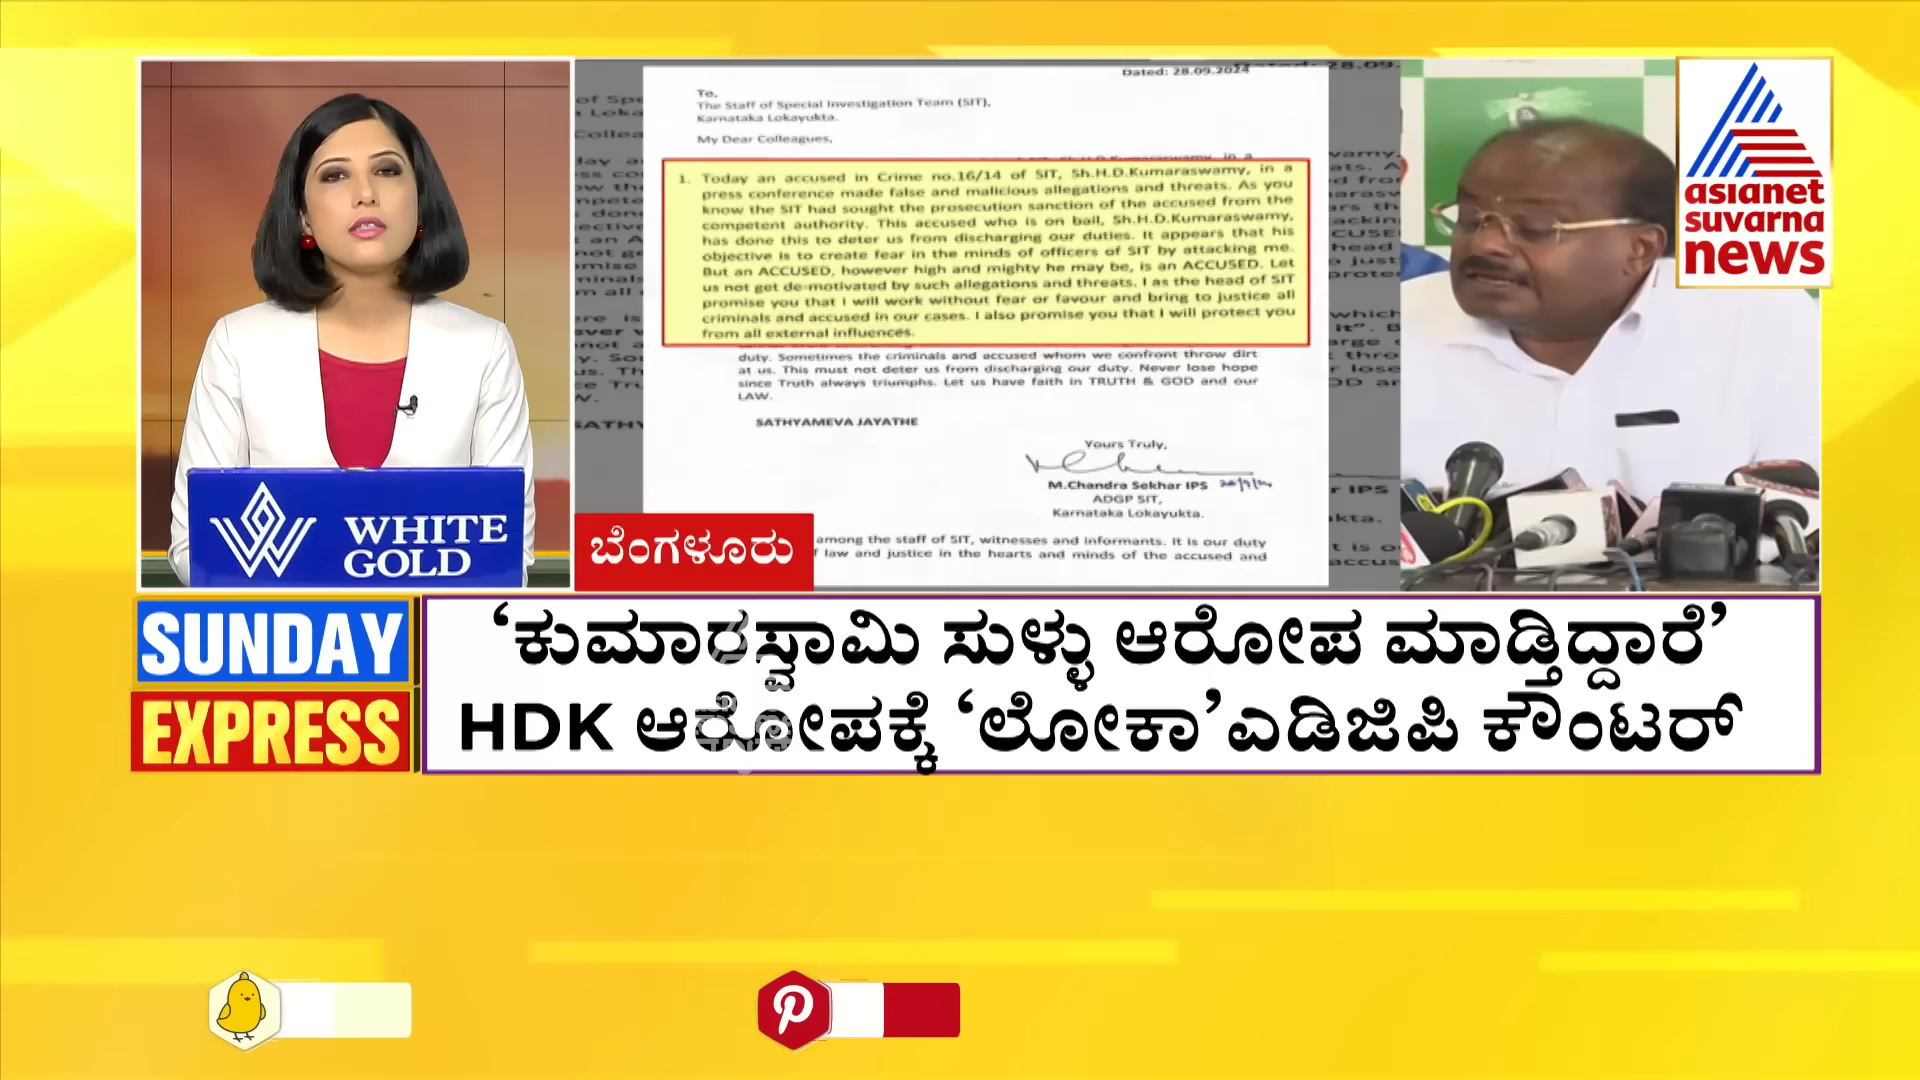 Dated: 28.09.2024
To,
The Staff of Special Investigation Team (SIT),
Karnataka Lokayukta.
My Dear Colleagues,
1. Today an accused in Crime no.16/14 of SIT, Sh.H.D.Kumaraswamy, in a
press conference made false and malicious allegations and threats. As you
know the SIT had sought the prosecution sanction of the accused from the
competent authority. This accused who is on bail, Sh.H.D.Kumaraswamy,
has done this to deter us from discharging our duties. It appears that his
objective is to create fear in the minds of officers of SIT by attacking me.
But an ACCUSED, however high and mighty he may be, is an ACCUSED. Let
us not get de-motivated by such allegations and threats. I as the head of SIT
promise you that I will work without fear or favour and bring to justice all
criminals and accused in our cases. I also promise you that I will protect you
from all external influences.
duty. Sometimes the criminals and accused whom we confront throw dirt
at us. This must not deter us from discharging our duty. Never lose hope
since Truth always triumphs. Let us have faith in TRUTH & GOD and our
LAW.
SATHYAMEVA JAYATHE
Yours Truly,
M.Chandra Sekhar IPS
ADGP SIT,
Karnataka Lokayukta.
among the staff of SIT, witnesses and informants. It is our duty
f law and justice in the hearts and minds of the accused and
asianet
suvarna
news
WHITE
GOLD
ಬೆಂಗಳೂರು
SUNDAY
EXPRESS
‘ಕುಮಾರಸ್ವಾಮಿ ಸುಳ್ಳು ಆರೋಪ ಮಾಡ್ತಿದ್ದಾರೆ’
HDK ಆರೋಪಕ್ಕೆ ‘ಲೋಕಾ’ಎಡಿಜಿಪಿ ಕೌಂಟರ್